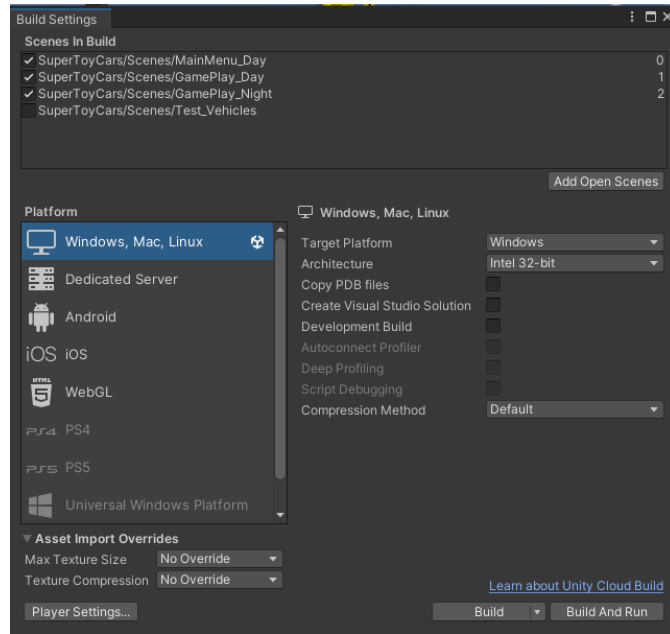 Build Settings
Scenes In Build
SuperToyCars/Scenes/MainMenu_Day 0
SuperToyCars/Scenes/GamePlay_Day 1
SuperToyCars/Scenes/GamePlay_Night 2
SuperToyCars/Scenes/Test_Vehicles
Add Open Scenes
Platform
Windows, Mac, Linux
Dedicated Server
Android
iOS iOS
HTML 5 WebGL
PS4 PS4
PS5 PS5
Universal Windows Platform
Windows, Mac, Linux
Target Platform Windows
Architecture Intel 32-bit
Copy PDB files
Create Visual Studio Solution
Development Build
Autoconnect Profiler
Deep Profiling
Script Debugging
Compression Method Default
Asset Import Overrides
Max Texture Size No Override
Texture Compression No Override
Learn about Unity Cloud Build
Player Settings... Build Build And Run